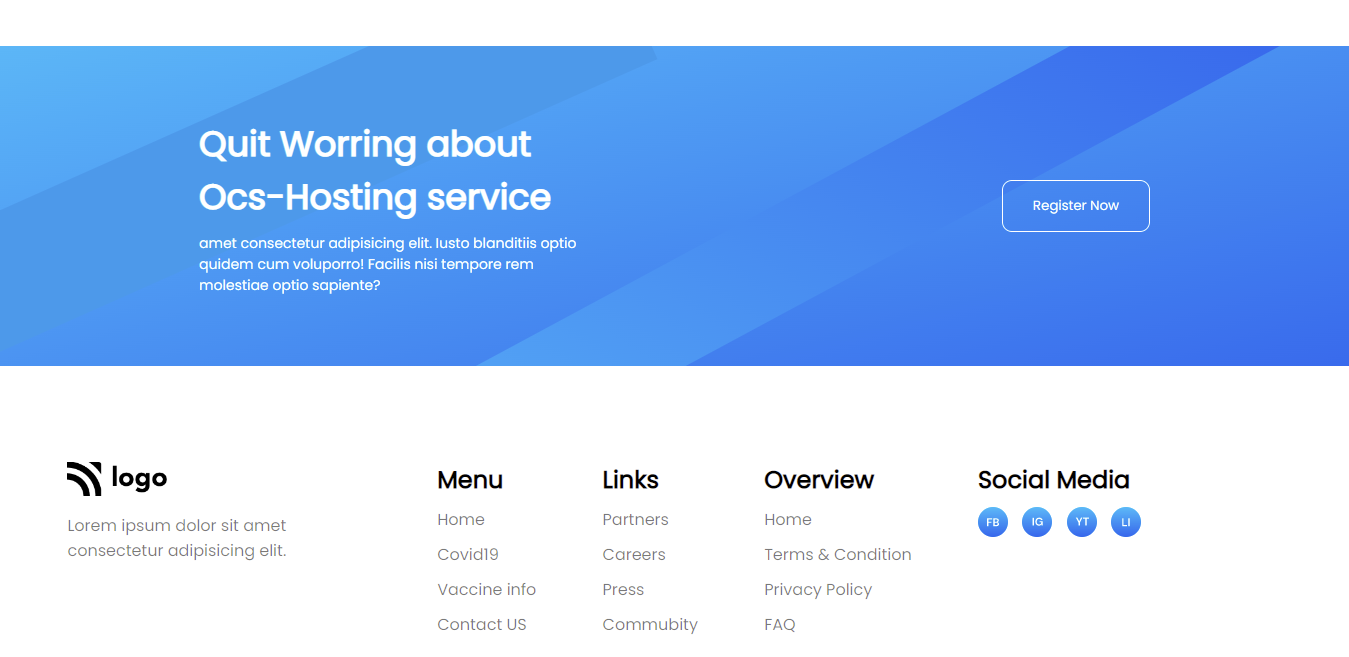 Quit Worring about
Ocs-Hosting service
amet consectetur adipisicing elit. Iusto blanditiis optio
quidem cum voluporro! Facilis nisi tempore rem
molestiae optio sapiente?
Register Now
logo
Lorem ipsum dolor sit amet
consectetur adipisicing elit.
Menu
Home
Covid19
Vaccine info
Contact US
Links
Partners
Careers
Press
Commubity
Overview
Home
Terms & Condition
Privacy Policy
FAQ
Social Media
FB IG YT LI